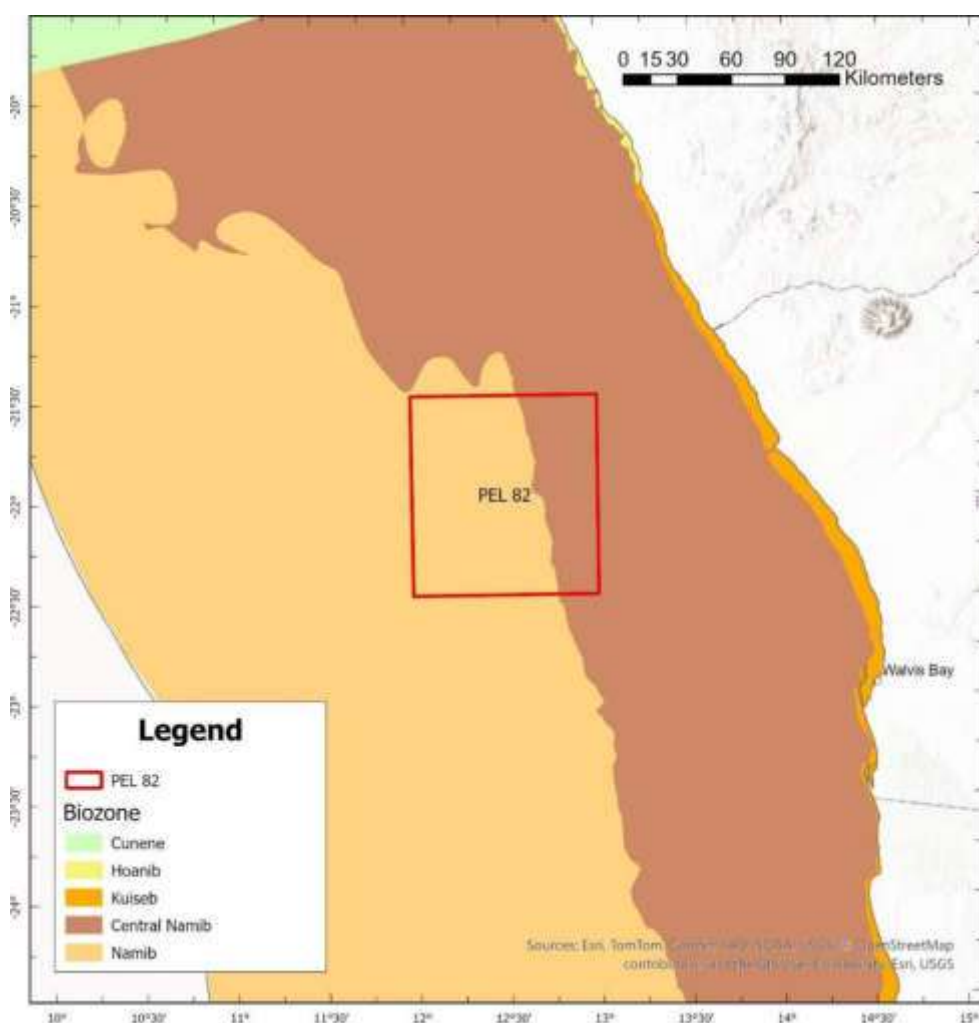 0 15 30 60 90 120
Kilometers
-20°
-20°30'
-21°
-21°30'
-22°
-22°30'
-23°
-23°30'
-24°
PEL 82
Walvis Bay
Legend
PEL 82
Biozone
Cunene
Hoanib
Kuiseb
Central Namib
Namib
Sources: Esri, TomTom, OpenStreetMap
Esri, USGS
10° 10°30' 11° 11°30' 12° 12°30' 13° 13°30' 14° 14°30' 15°